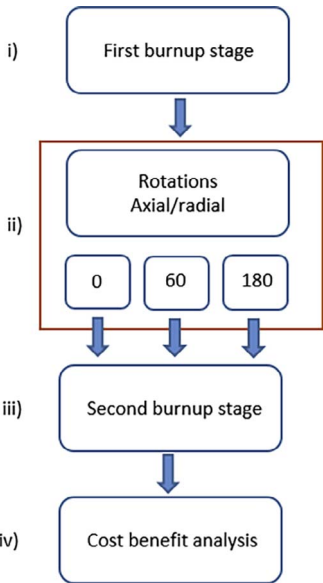 i)
First burnup stage
Rotations
Axial/radial
ii)
0
60
180
iii)
Second burnup stage
iv)
Cost benefit analysis